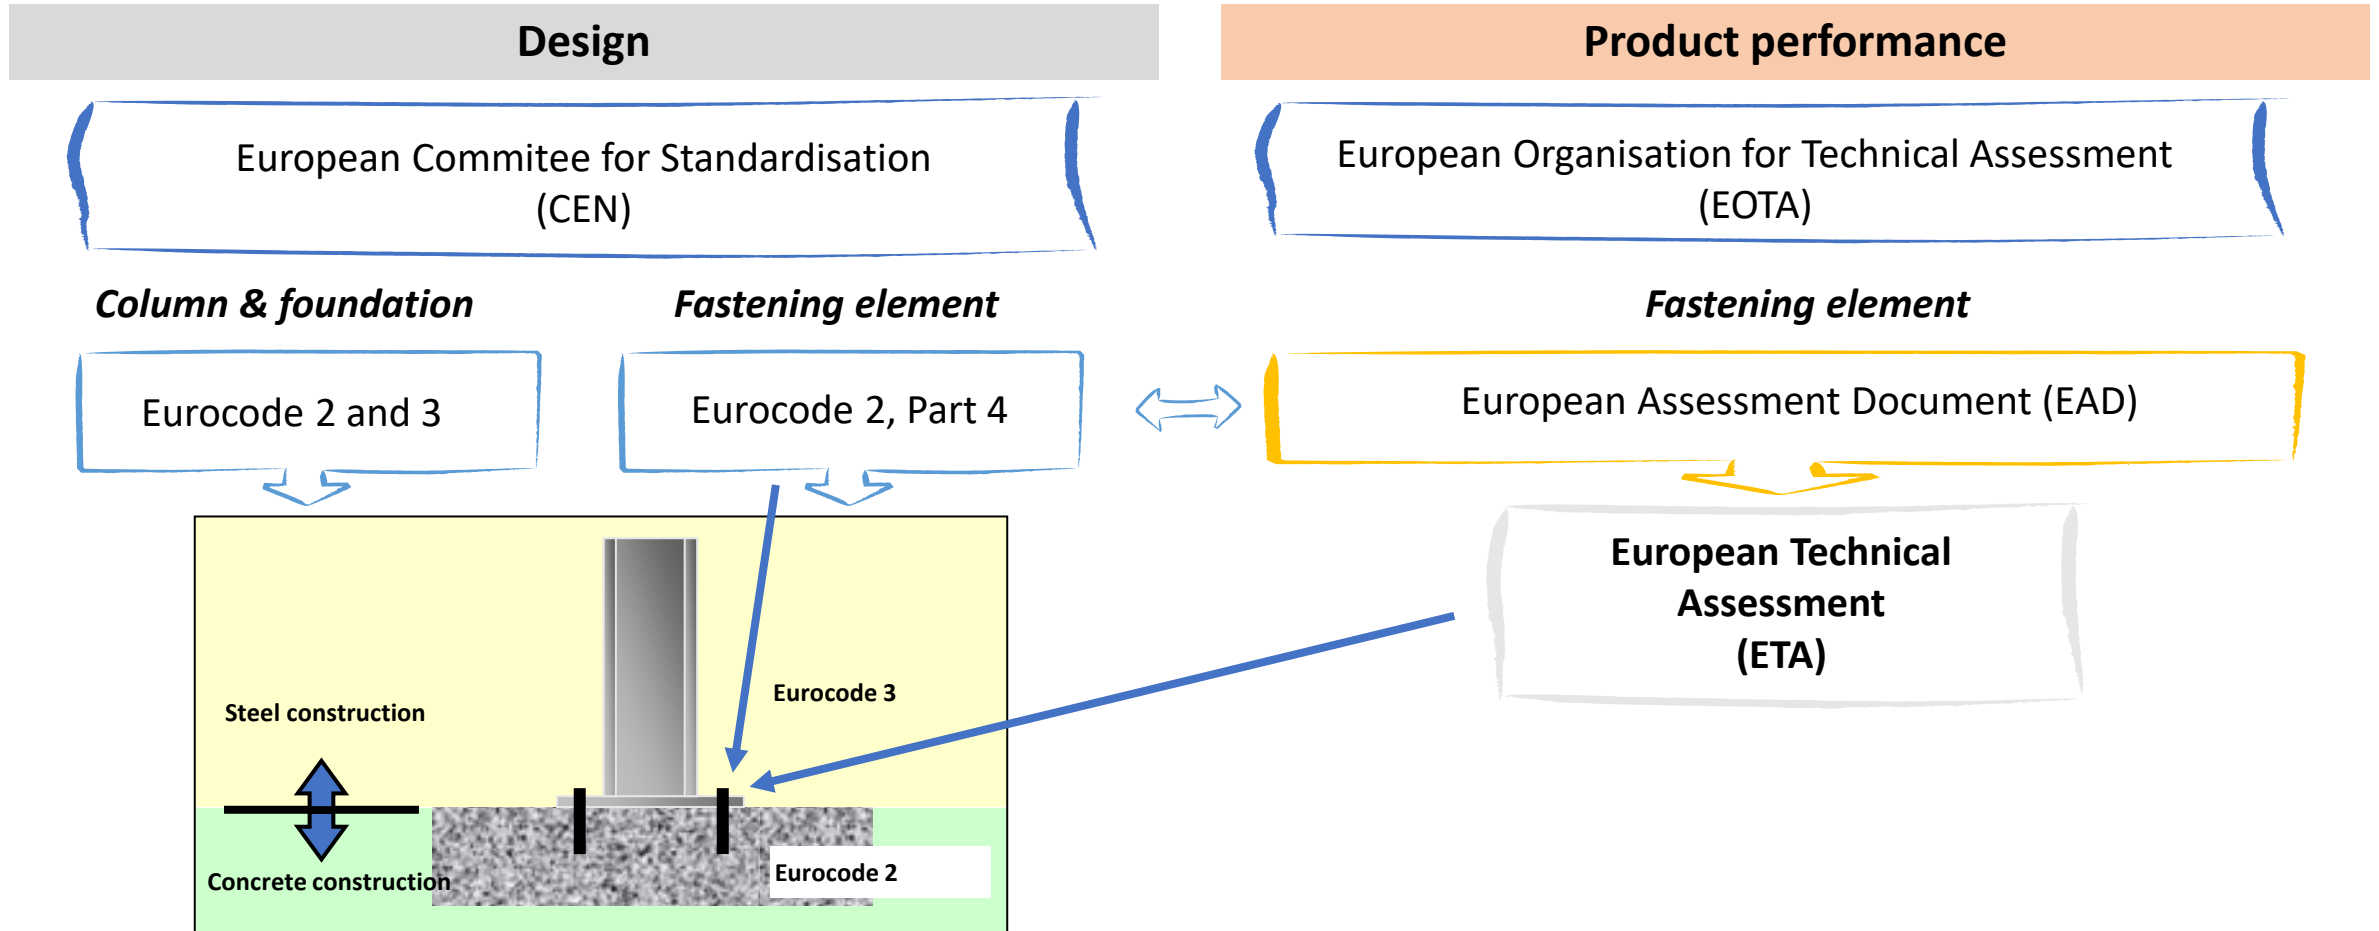 Design
Product performance
European Commitee for Standardisation
(CEN)
European Organisation for Technical Assessment
(EOTA)
Column & foundation
Fastening element
Fastening element
Eurocode 2 and 3
Eurocode 2, Part 4
European Assessment Document (EAD)
European Technical
Assessment
(ETA)
Eurocode 3
Steel construction
Concrete construction
Eurocode 2